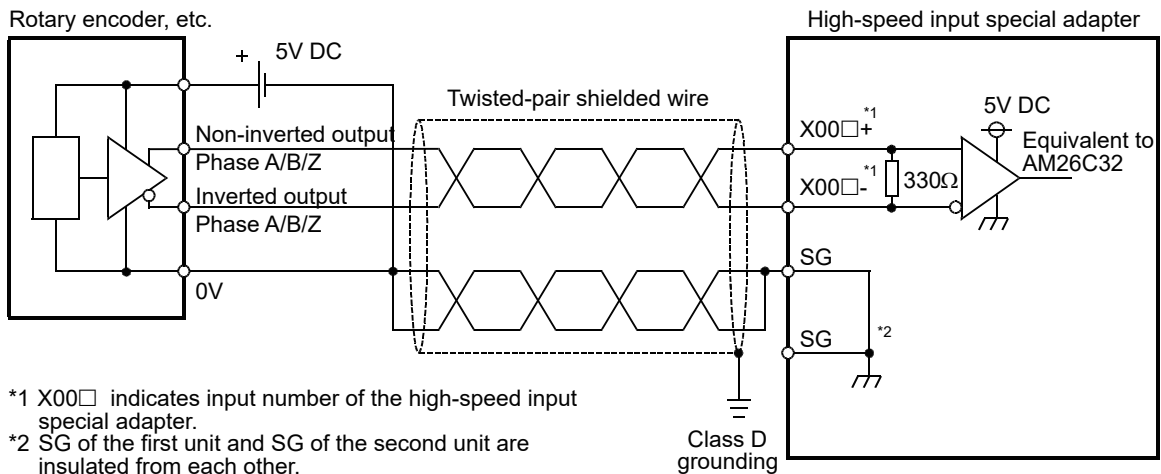 Rotary encoder, etc.
High-speed input special adapter
+
5V DC
Twisted-pair shielded wire
Non-inverted output
Phase A/B/Z
Inverted output
Phase A/B/Z
0V
X00□+*1
X00□-*1
330Ω
5V DC
Equivalent to
AM26C32
SG
SG
*2
Class D
grounding
*1 X00□ indicates input number of the high-speed input
special adapter.
*2 SG of the first unit and SG of the second unit are
insulated from each other.